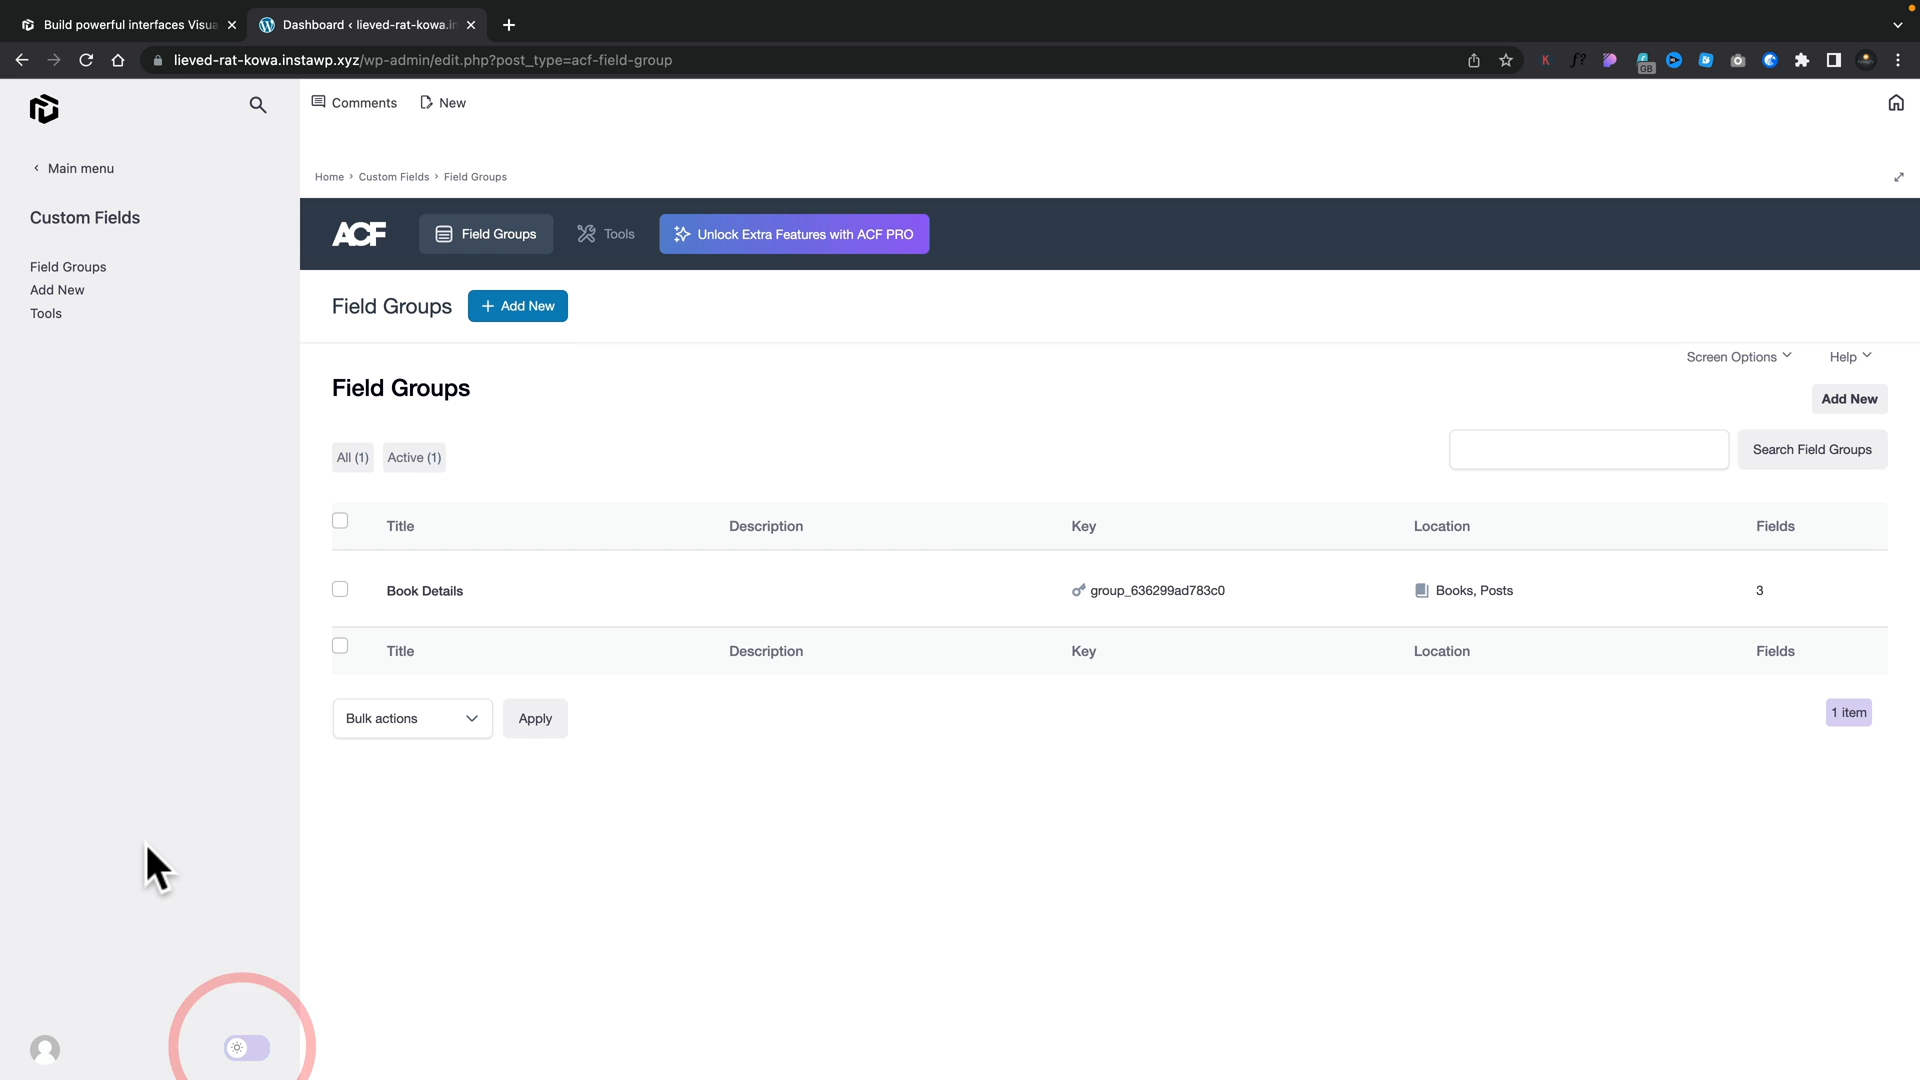 Build powerful interfaces Visua
Dashboard ‹ lieved-rat-kowa.in
lieved-rat-kowa.instawp.xyz/wp-admin/edit.php?post_type=acf-field-group
K
f?
GB
Comments
New
Main menu
Home › Custom Fields › Field Groups
Custom Fields
ACF
Field Groups
Tools
Unlock Extra Features with ACF PRO
Field Groups
Add New
Tools
Field Groups
Add New
Screen Options
Help
Field Groups
Add New
All (1)
Active (1)
Search Field Groups
Title Description Key Location Fields
Book Details group_636299ad783c0 Books, Posts 3
Title Description Key Location Fields
Bulk actions
Apply
1 item